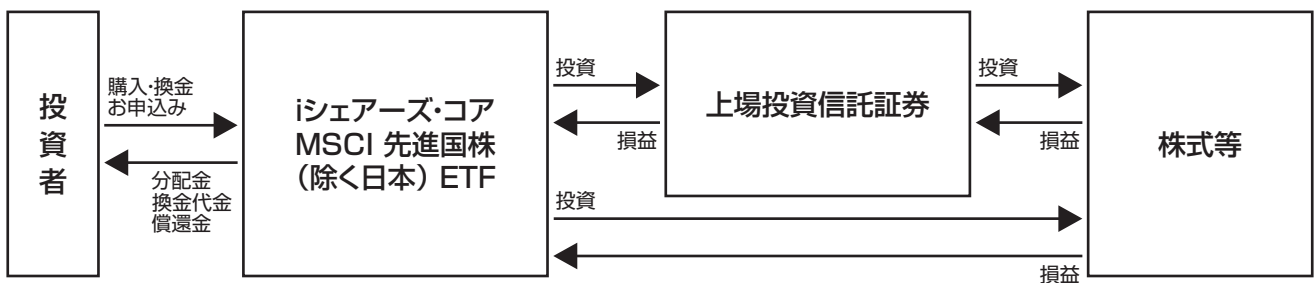 投資者
購入・換金
お申込み
分配金
換金代金
償還金
iシェアーズ・コア
MSCI 先進国株
（除く日本）ETF
投資
損益
上場投資信託証券
投資
損益
投資
損益
株式等